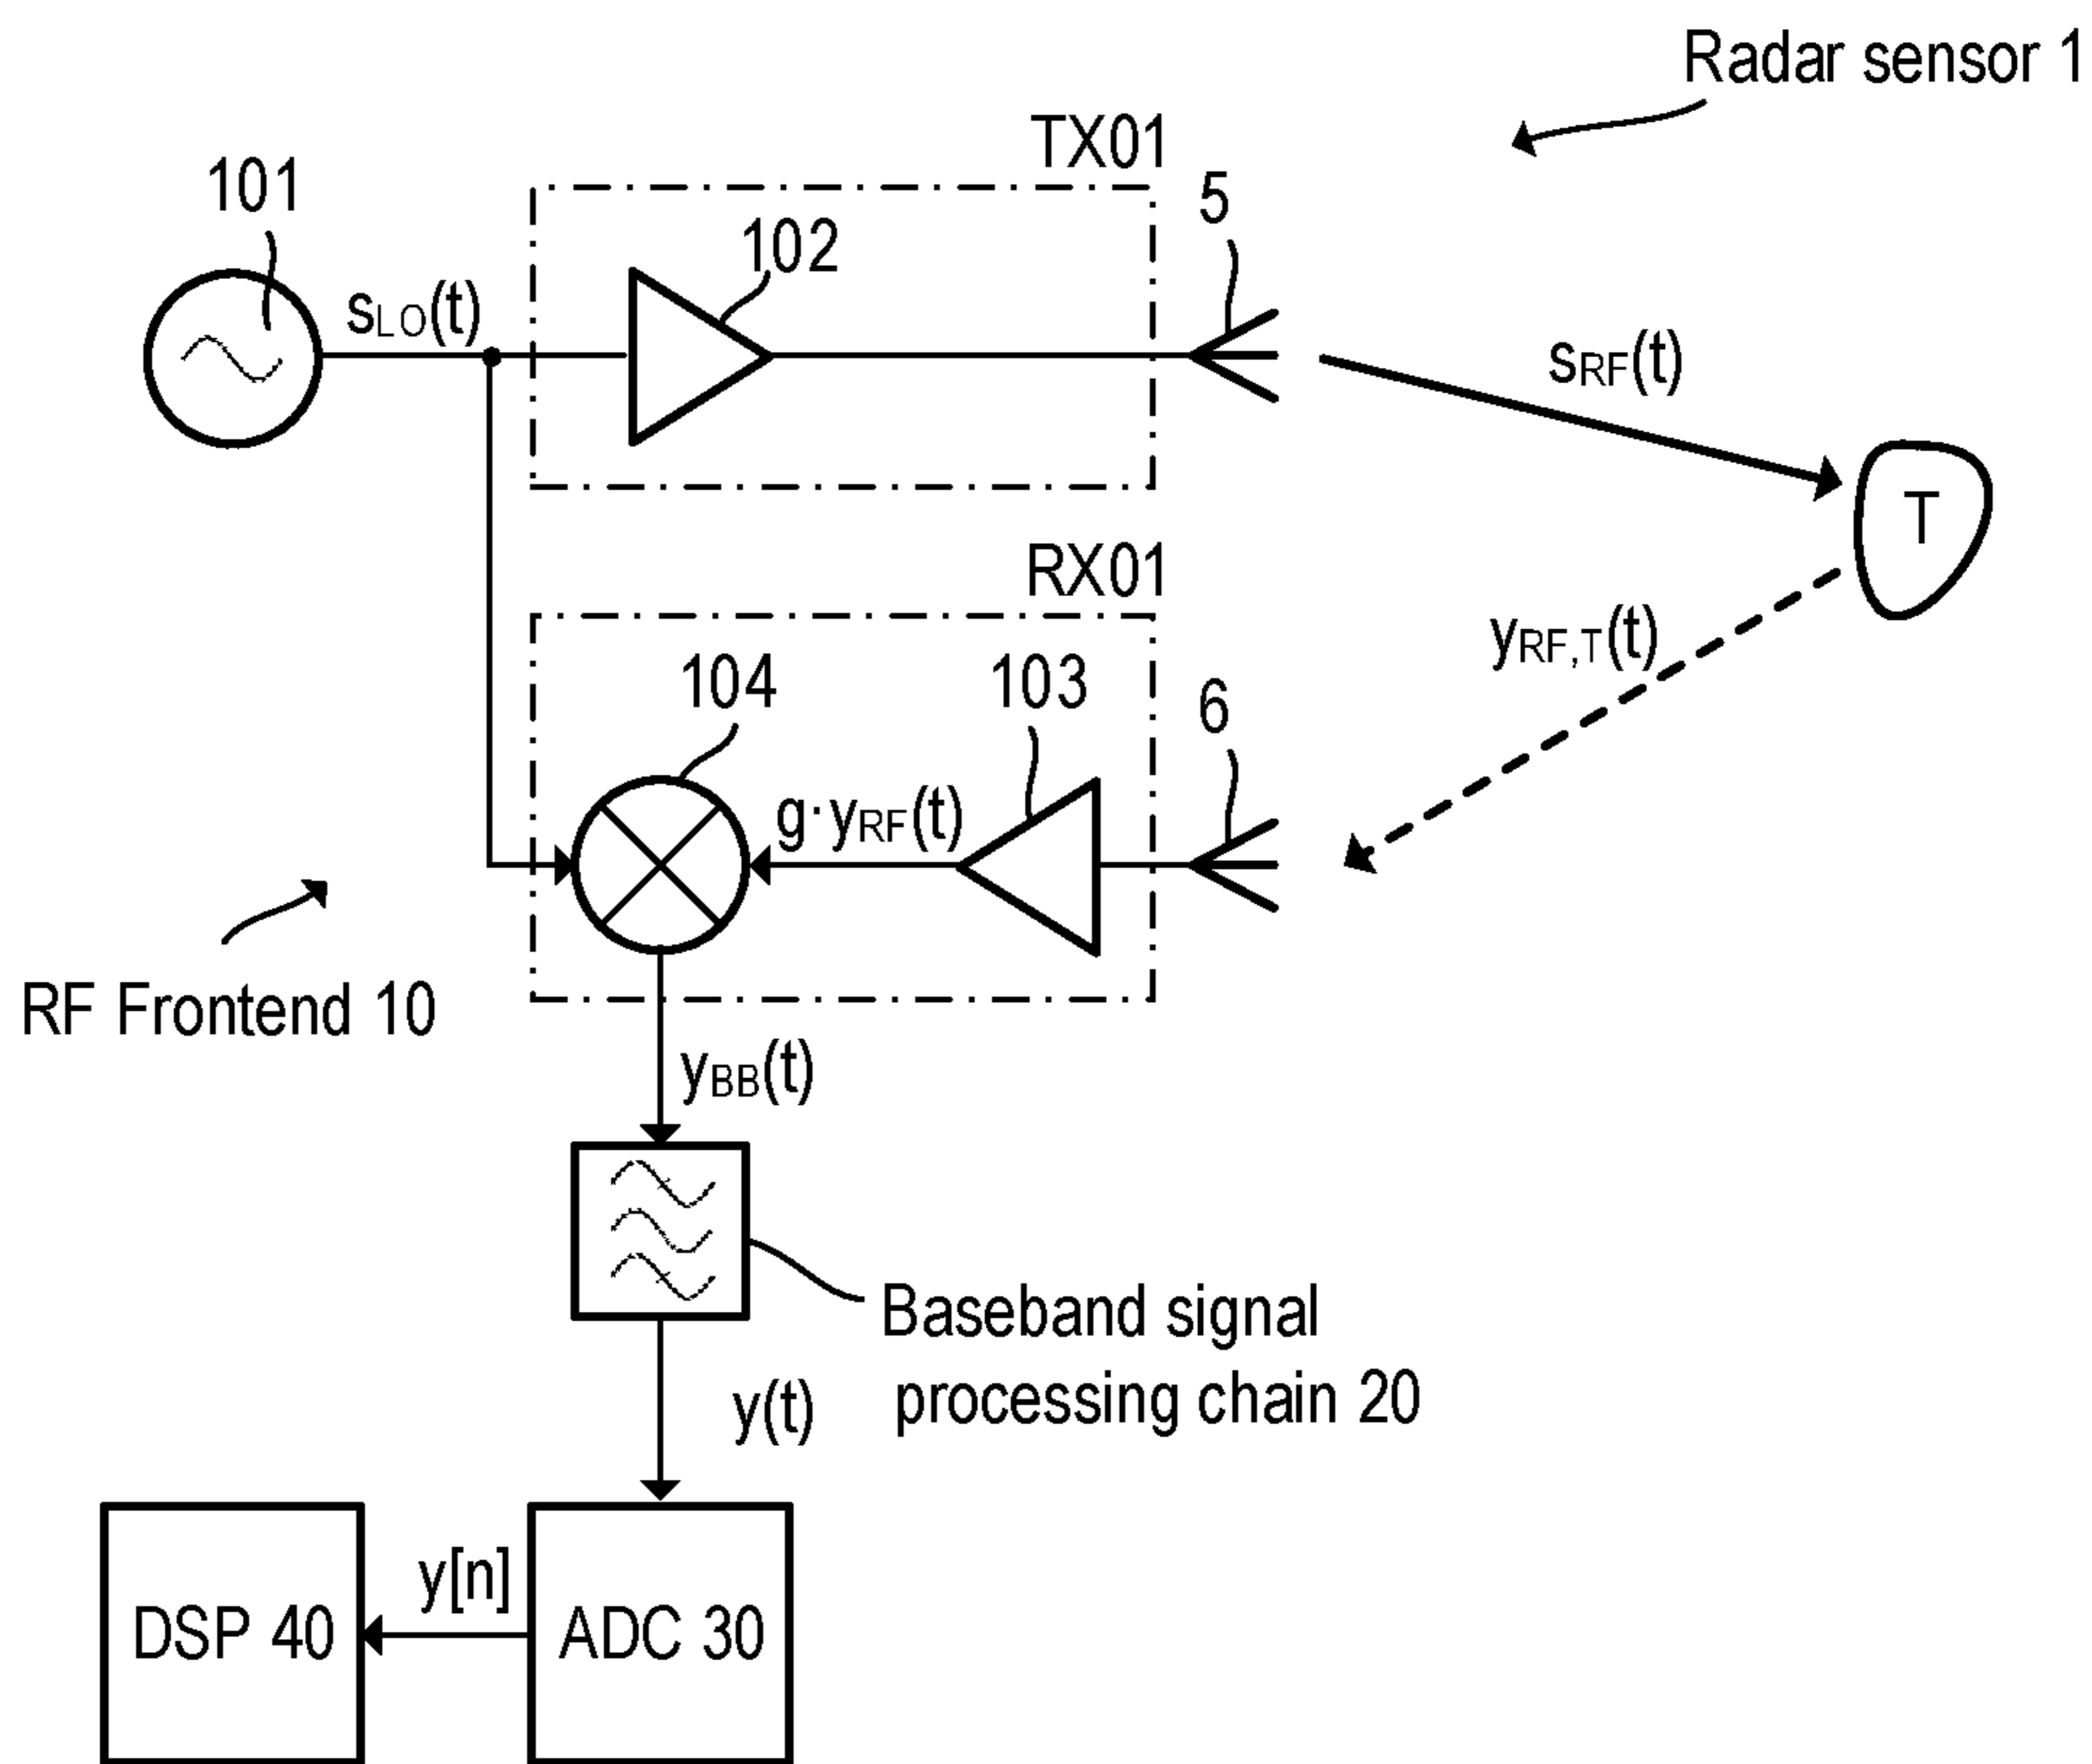 Radar sensor 1
TX01
101
5
102
sLO(t)
sRF(t)
T
RX01
yRF,T(t)
104
103
6
g·yRF(t)
RF Frontend 10
yBB(t)
Baseband signal
processing chain 20
y(t)
y[n]
DSP 40
ADC 30